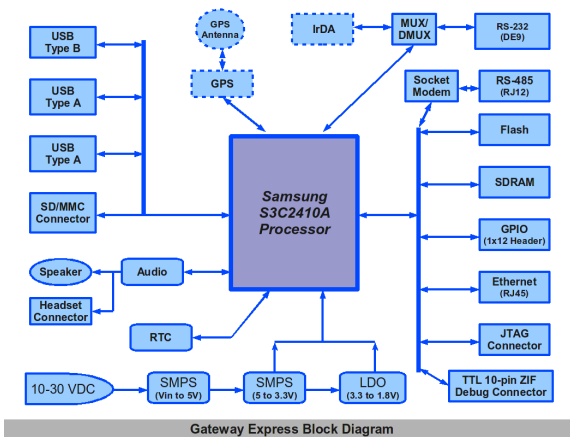 USB
Type B
USB
Type A
USB
Type A
SD/MMC
Connector
Speaker
Audio
Headset
Connector
RTC
GPS
Antenna
GPS
IrDA
MUX/
DMUX
RS-232
(DE9)
Socket
Modem
RS-485
(RJ12)
Flash
SDRAM
GPIO
(1x12 Header)
Ethernet
(RJ45)
JTAG
Connector
TTL 10-pin ZIF
Debug Connector
Samsung
S3C2410A
Processor
10-30 VDC
SMPS
(Vin to 5V)
SMPS
(5 to 3.3V)
LDO
(3.3 to 1.8V)
Gateway Express Block Diagram